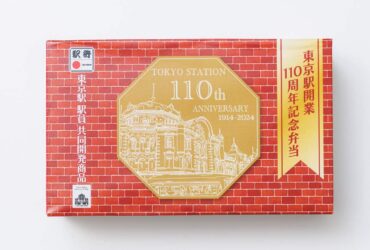 駅弁
東京駅 駅員 共同開発商品
TOKYO STATION
110th
ANNIVERSARY
1914-2024
東京駅開業
110周年記念弁当